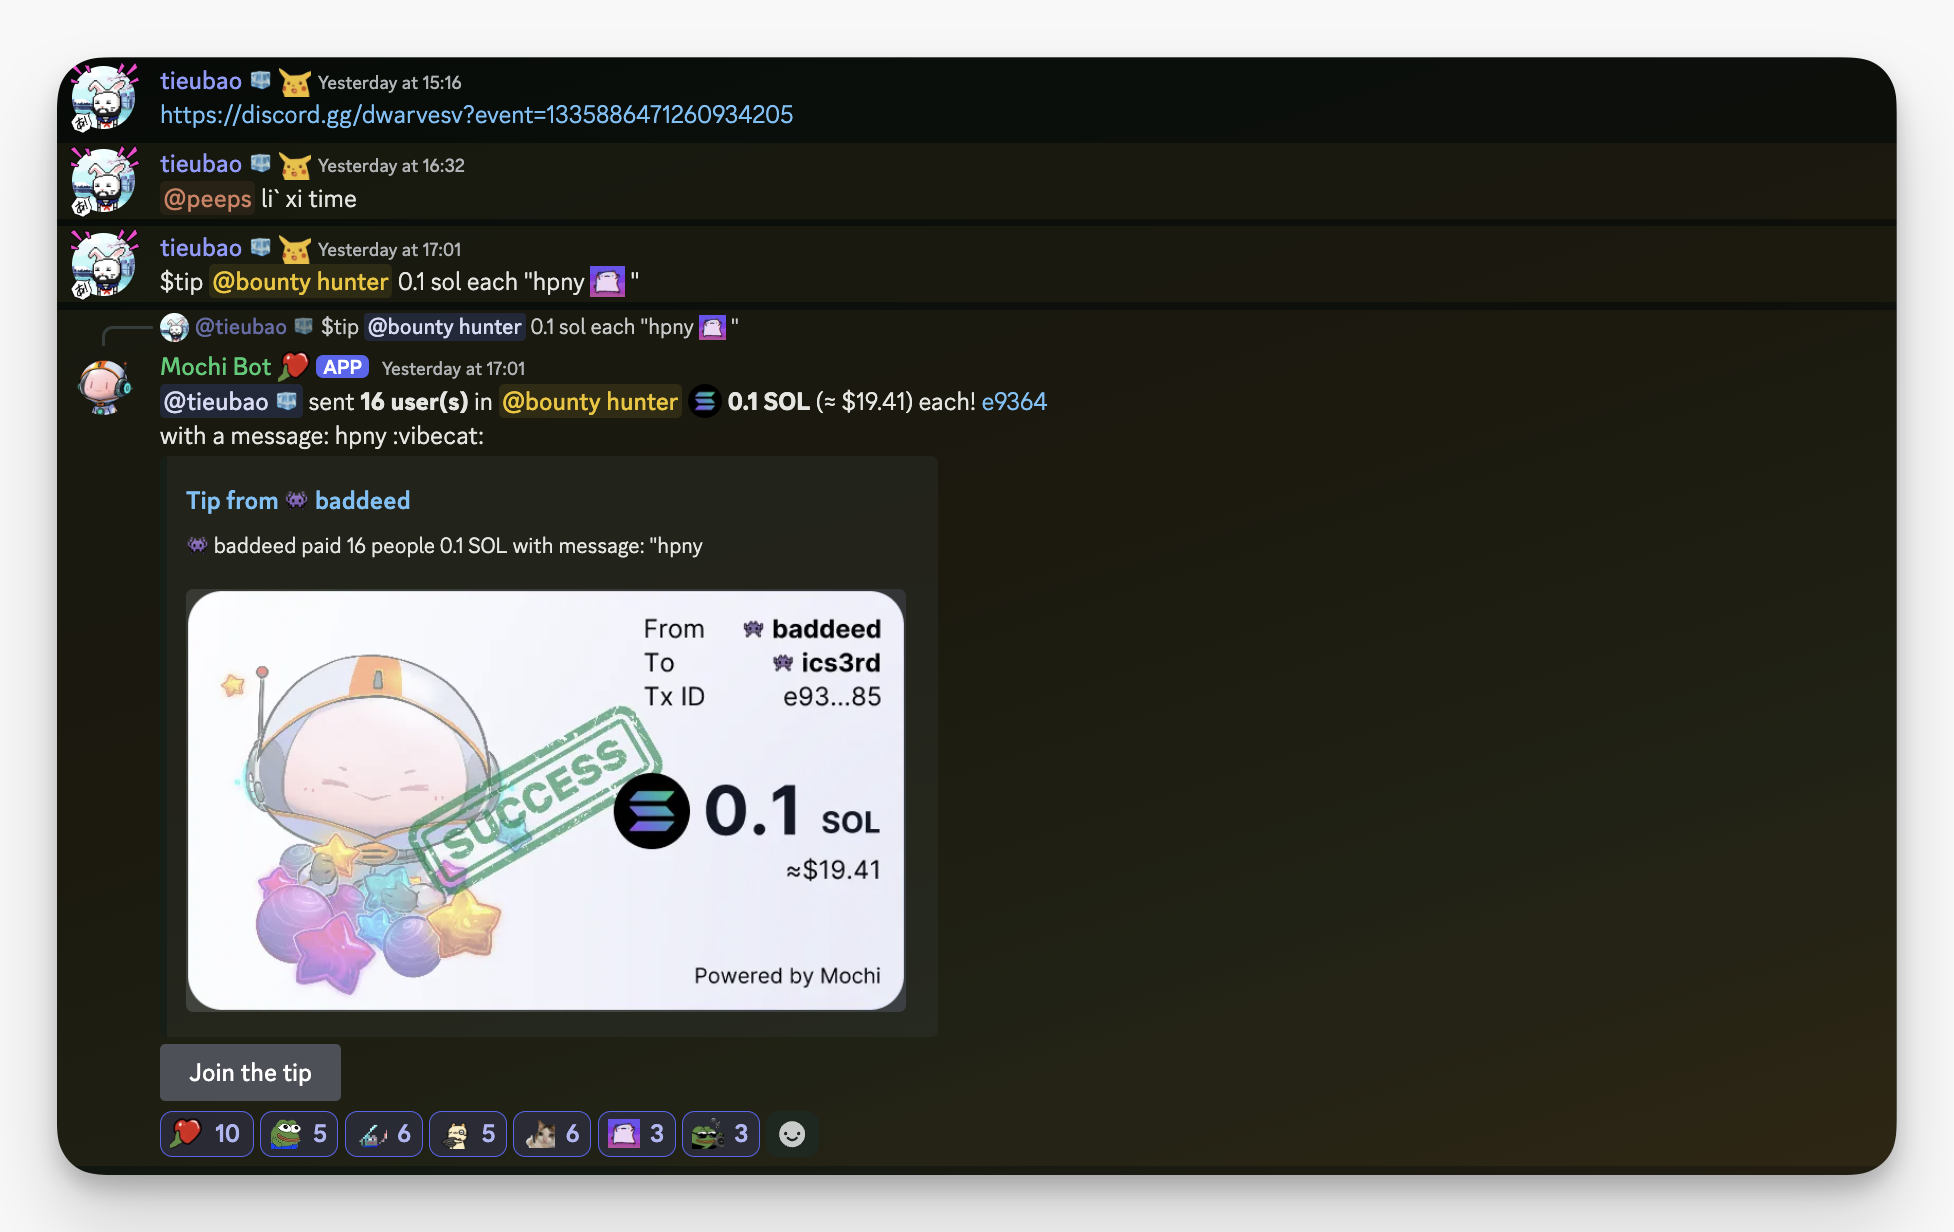 tieubao Yesterday at 15:16
https://discord.gg/dwarvesv?event=1335886471260934205
tieubao Yesterday at 16:32
@peeps li` xi time
tieubao Yesterday at 17:01
$tip @bounty hunter 0.1 sol each "hpny "
@tieubao $tip @bounty hunter 0.1 sol each "hpny "
Mochi Bot APP Yesterday at 17:01
@tieubao sent 16 user(s) in @bounty hunter 0.1 SOL (≈ $19.41) each! e9364
with a message: hpny :vibecat:
Tip from baddeed
baddeed paid 16 people 0.1 SOL with message: "hpny
From baddeed
To ics3rd
Tx ID e93...85
SUCCESS
0.1 SOL
≈$19.41
Powered by Mochi
Join the tip
10 5 6 5 6 3 3